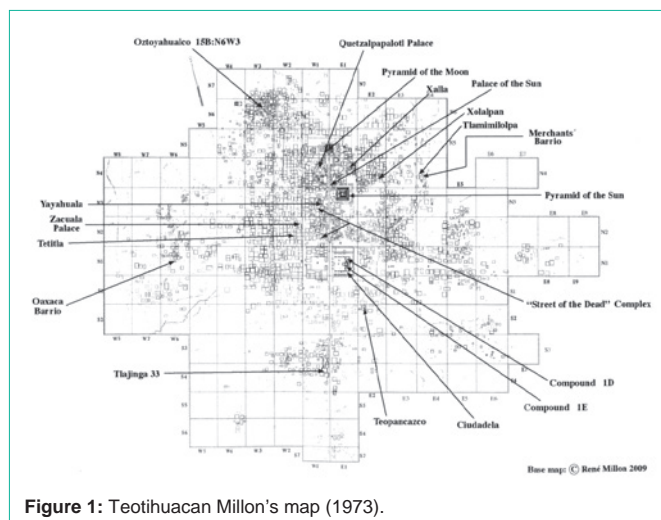 Oztoyahualco 15B:N6W3
Quetzalpapalotl Palace
Pyramid of the Moon
Palace of the Sun
Xalla
Xolalpan
Tlamimilolpa
Merchants'
Barrio
Pyramid of the Sun
Yayahuala
Zacuala
Palace
Tetitla
Oaxaca
Barrio
"Street of the Dead" Complex
Tlajinga 33
Compound 1D
Compound 1E
Teopancazco
Ciudadela
Base map: © René Millon 2009
Figure 1: Teotihuacan Millon's map (1973).